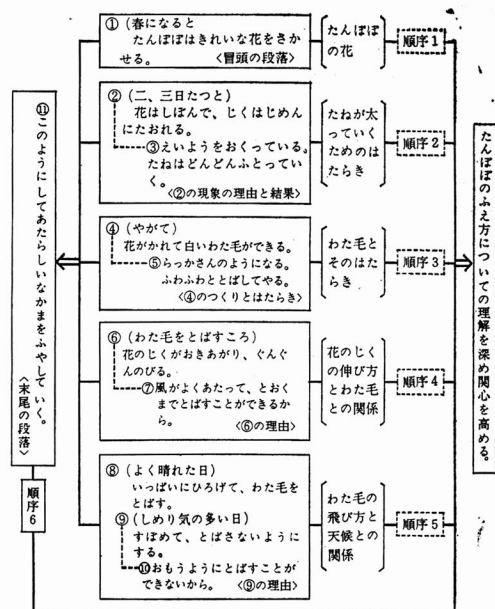 ①(春になると
たんぽぽはきれいな花をさか
せる。 <冒頭の段落>
たんぽぽ
の花
順序1
②(二、三日たつと)
花はしぼんで、じくはじめん
にたおれる。
③えいようをおくっている。
たねはどんどんふとってい
く。
<②の現象の理由と結果>
たねが太
っていく
ためのは
たらき
順序2
④(やがて)
花がかれて白いわた毛ができる。
⑤らっかさんのようになる。
ふわふわととばしてやる。
<④のつくりとはたらき>
わた毛と
そのはた
らき
順序3
⑥(わた毛をとばすころ)
花のじくがおきあがり、ぐんぐ
んのびる。
⑦風がよくあたって、とおく
までとばすことができるか
ら。 <⑥の理由>
花のじく
の伸び方
とわた毛
との関係
順序4
⑧(よく晴れた日)
いっぱいにひろげて、わた毛を
とばす。
⑨(しめり気の多い日)
すぼめて、とばさないように
する。
⑩おもうようにとばすことが
できないから。 <⑨の理由>
わた毛の
飛び方と
天候との
関係
順序5
⑪このようにしてあたらしいなかまをふやしていく。
<末尾の段落>
順序6
たんぽぽのふえ方についての理解を深め関心を高める。